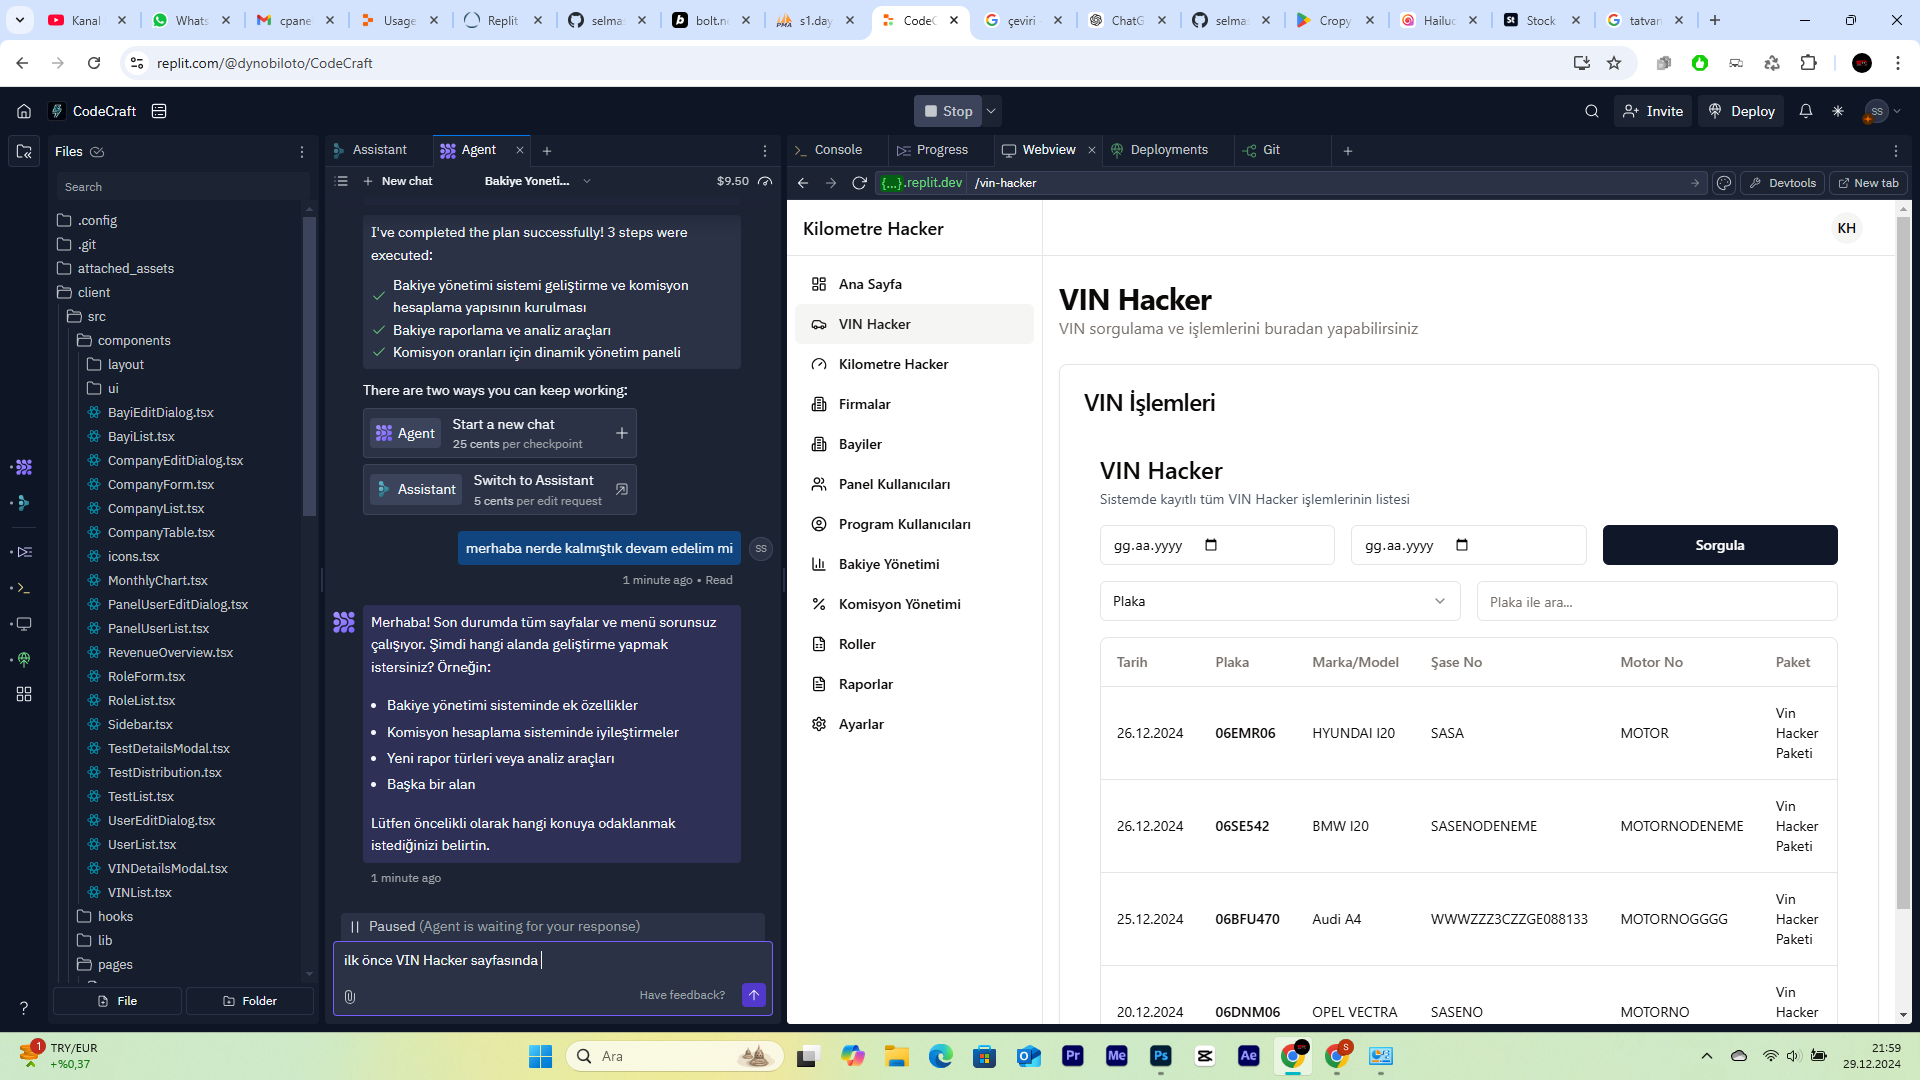 Kanal
Whats
cpane
Usage
Replit
selma
bolt.ne
s1.day
CodeC
çeviri
ChatG
selma
Cropy
Hailuo
Stock
tatvan
replit.com/@dynobiloto/CodeCraft
CodeCraft
Stop
Invite
Deploy
SS
Files
Search
.config
.git
attached_assets
client
src
components
layout
ui
BayiEditDialog.tsx
BayiList.tsx
CompanyEditDialog.tsx
CompanyForm.tsx
CompanyList.tsx
CompanyTable.tsx
icons.tsx
MonthlyChart.tsx
PanelUserEditDialog.tsx
PanelUserList.tsx
RevenueOverview.tsx
RoleForm.tsx
RoleList.tsx
Sidebar.tsx
TestDetailsModal.tsx
TestDistribution.tsx
TestList.tsx
UserEditDialog.tsx
UserList.tsx
VINDetailsModal.tsx
VINList.tsx
hooks
lib
pages
File
Folder
Assistant
Agent
New chat
Bakiye Yoneti...
$9.50
I've completed the plan successfully! 3 steps were
executed:
Bakiye yönetimi sistemi geliştirme ve komisyon
hesaplama yapısının kurulması
Bakiye raporlama ve analiz araçları
Komisyon oranları için dinamik yönetim paneli
There are two ways you can keep working:
Agent
Start a new chat
25 cents per checkpoint
Assistant
Switch to Assistant
5 cents per edit request
merhaba nerde kalmıştık devam edelim mi
SS
1 minute ago • Read
Merhaba! Son durumda tüm sayfalar ve menü sorunsuz
çalışıyor. Şimdi hangi alanda geliştirme yapmak
istersiniz? Örneğin:
• Bakiye yönetimi sisteminde ek özellikler
• Komisyon hesaplama sisteminde iyileştirmeler
• Yeni rapor türleri veya analiz araçları
• Başka bir alan
Lütfen öncelikli olarak hangi konuya odaklanmak
istediğinizi belirtin.
1 minute ago
Paused (Agent is waiting for your response)
ilk önce VIN Hacker sayfasında
Have feedback?
Console
Progress
Webview
Deployments
Git
{...}.replit.dev
/vin-hacker
Devtools
New tab
Kilometre Hacker
KH
Ana Sayfa
VIN Hacker
Kilometre Hacker
Firmalar
Bayiler
Panel Kullanıcıları
Program Kullanıcıları
Bakiye Yönetimi
Komisyon Yönetimi
Roller
Raporlar
Ayarlar
VIN Hacker
VIN sorgulama ve işlemlerini buradan yapabilirsiniz
VIN İşlemleri
VIN Hacker
Sistemde kayıtlı tüm VIN Hacker işlemlerinin listesi
gg.aa.yyyy
gg.aa.yyyy
Sorgula
Plaka
Plaka ile ara...
Tarih Plaka Marka/Model Şase No Motor No Paket
26.12.2024 06EMR06 HYUNDAI I20 SASA MOTOR Vin Hacker Paketi
26.12.2024 06SE542 BMW I20 SASENODENEME MOTORNODENEME Vin Hacker Paketi
25.12.2024 06BFU470 Audi A4 WWWZZZ3CZZGE088133 MOTORNOGGGG Vin Hacker Paketi
20.12.2024 06DNM06 OPEL VECTRA SASENO MOTORNO Vin Hacker
1
TRY/EUR
+%0,37
Ara
Pr
Me
Ps
Ae
S
21:59
29.12.2024